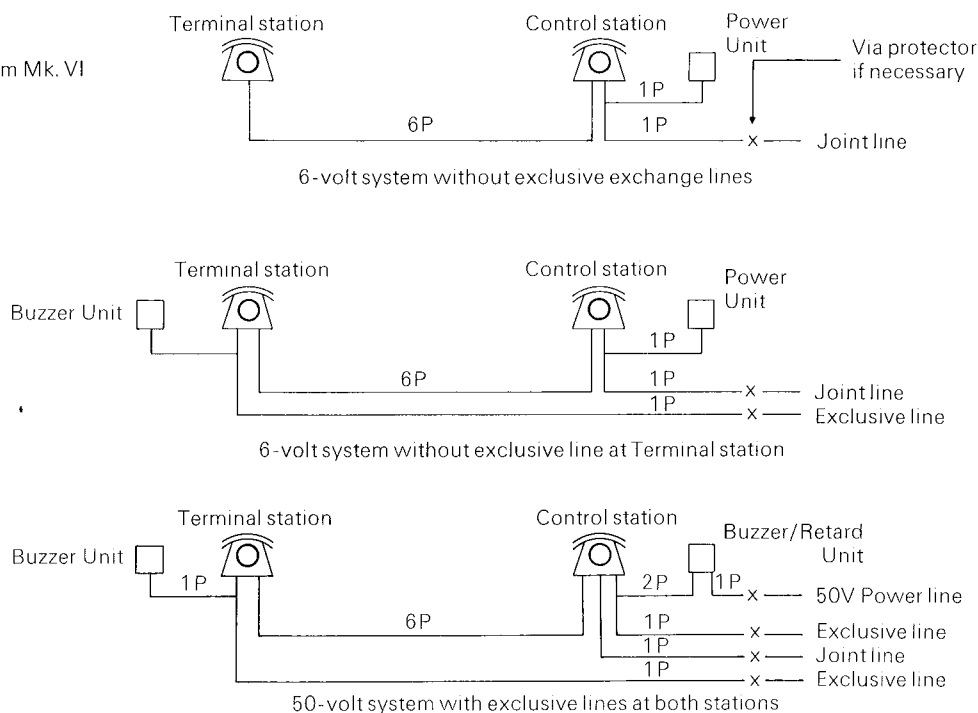 m Mk. VI
Terminal station
Control station
Power
Unit
Via protector
if necessary
1P
6P
1P
x
Joint line
6-volt system without exclusive exchange lines
Terminal station
Control station
Power
Unit
Buzzer Unit
1P
6P
1P
x
Joint line
1P
x
Exclusive line
6-volt system without exclusive line at Terminal station
Terminal station
Control station
Buzzer/Retard
Unit
Buzzer Unit
1P
2P
1P
x
50V Power line
6P
1P
x
Exclusive line
x
Joint line
1P
x
Exclusive line
50-volt system with exclusive lines at both stations